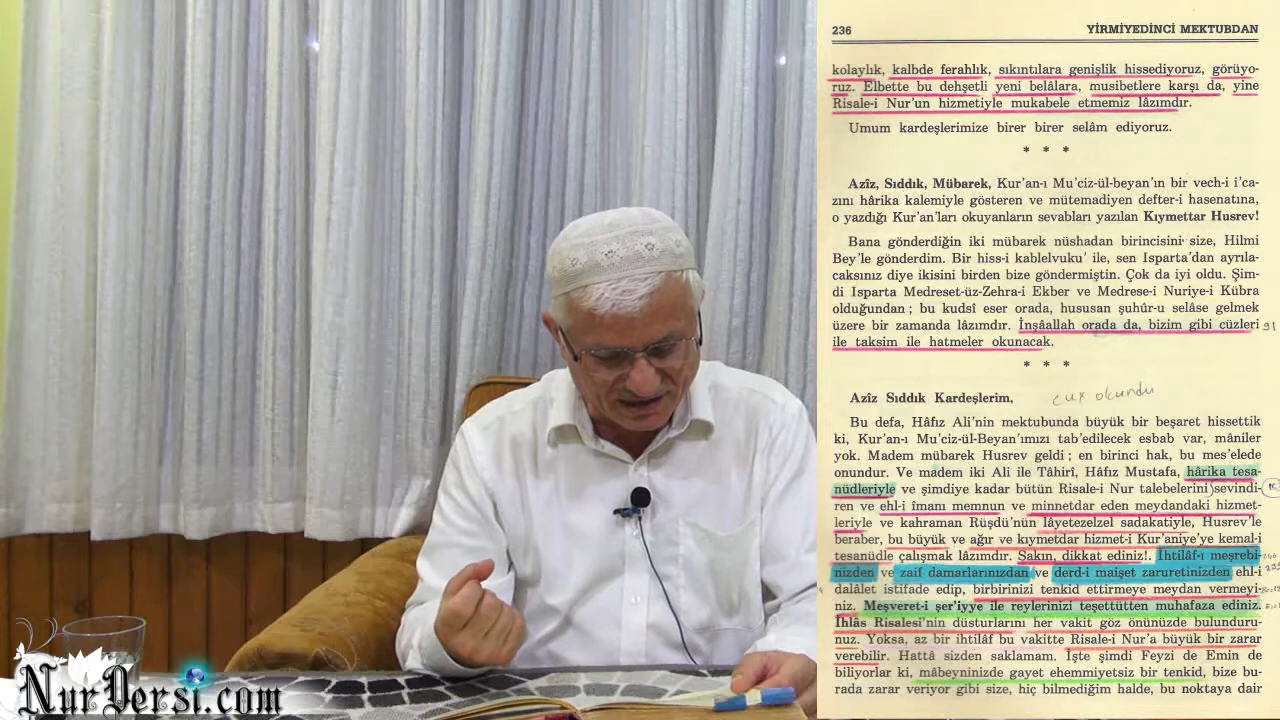 236 YİRMİYEDİNCİ MEKTUBDAN
kolaylık, kalbde ferahlık, sıkıntılara genişlik hissediyoruz, görüyo-
ruz. Elbette bu dehşetli yeni belâlara, musibetlere karşı da, yine
Risale-i Nur'un hizmetiyle mukabele etmemiz lâzımdır.
Umum kardeşlerimize birer birer selâm ediyoruz.
* * *
Azîz, Sıddık, Mübarek, Kur'an-ı Mu'ciz-ül-beyan'ın bir vech-i i'ca-
zını hârika kalemiyle gösteren ve mütemadiyen defter-i hasenatına,
o yazdığı Kur'an'ları okuyanların sevabları yazılan Kıymettar Husrev!
Bana gönderdiğin iki mübarek nüshadan birincisini size, Hilmi
Bey'le gönderdim. Bir hiss-i kablelvuku' ile, sen Isparta'dan ayrıla-
caksınız diye ikisini birden bize göndermiştin. Çok da iyi oldu. Şim-
di Isparta Medreset-üz-Zehra-i Ekber ve Medrese-i Nuriye-i Kübra
olduğundan; bu kudsî eser orada, hususan şuhûr-u selâse gelmek
üzere bir zamanda lâzımdır. İnşâallah orada da, bizim gibi cüzleri
ile taksim ile hatmeler okunacak.
* * *
Azîz Sıddık Kardeşlerim,
okundu
Bu defa, Hâfız Ali'nin mektubunda büyük bir beşaret hissettik
ki, Kur'an-ı Mu'ciz-ül-Beyan'ımızı tab'edilecek esbab var, mâniler
yok. Madem mübarek Husrev geldi; en birinci hak, bu mes'elede
onundur. Ve madem iki Ali ile Tâhirî, Hâfız Mustafa, hârika tesa-
nüdleriyle ve şimdiye kadar bütün Risale-i Nur talebelerini sevindi-
ren ve ehl-i îmanı memnun ve minnetdar eden meydandaki hizmet-
leriyle ve kahraman Rüşdü'nün lâyetezelzel sadakatiyle, Husrev'le
beraber, bu büyük ve ağır ve kıymetdar hizmet-i Kur'aniye'ye kemal-i
tesanüdle çalışmak lâzımdır. Sakın, dikkat ediniz!. İhtilâf-ı meşrebi-
nizden ve zaif damarlarınızdan ve derd-i maişet zaruretinizden ehl-i
dalâlet istifade edip, birbirinizi tenkid ettirmeye meydan vermeyi-
niz. Meşveret-i şer'iyye ile reylerinizi teşettütten muhafaza ediniz.
İhlâs Risalesi'nin düsturlarını her vakit göz önünüzde bulunduru-
nuz. Yoksa, az bir ihtilâf bu vakitte Risale-i Nur'a büyük bir zarar
verebilir. Hattâ sizden saklamam. İşte şimdi Feyzi de Emin de
biliyorlar ki, mâbeyninizde gayet ehemmiyetsiz bir tenkid, bize bu-
rada zarar veriyor gibi size, hiç bilmediğim halde, bu noktaya dair
NurDersi.com